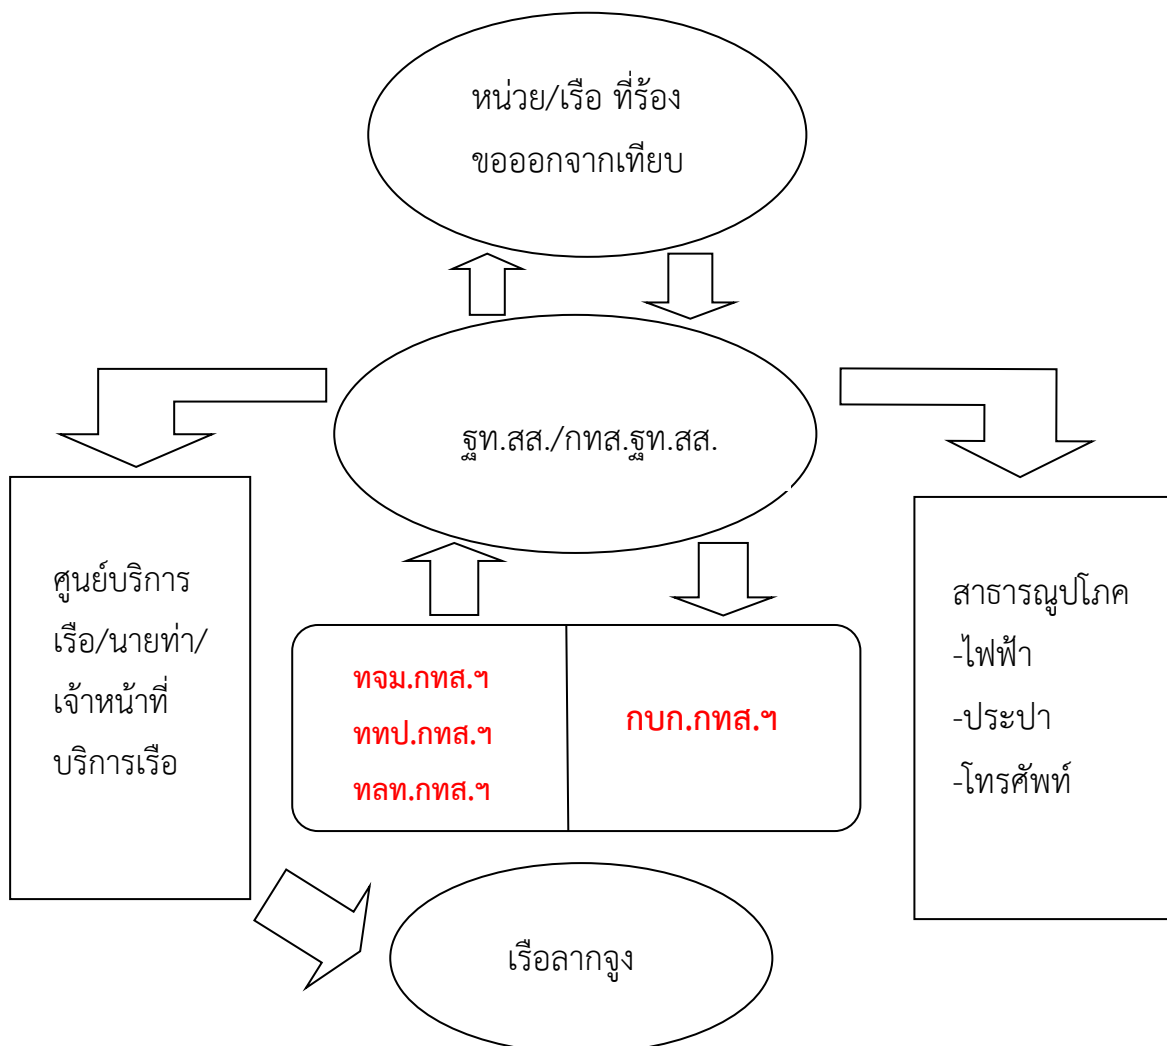 หน่วย/เรือ ที่ร้อง
ขอออกจากเทียบ
ฐท.สส./กทส.ฐท.สส.
ศูนย์บริการ
เรือ/นายท่า/
เจ้าหน้าที่
บริการเรือ
ทจม.กทส.ฯ
ททป.กทส.ฯ
ทลท.กทส.ฯ
กบก.กทส.ฯ
สาธารณูปโภค
-ไฟฟ้า
-ประปา
-โทรศัพท์
เรือลากจูง